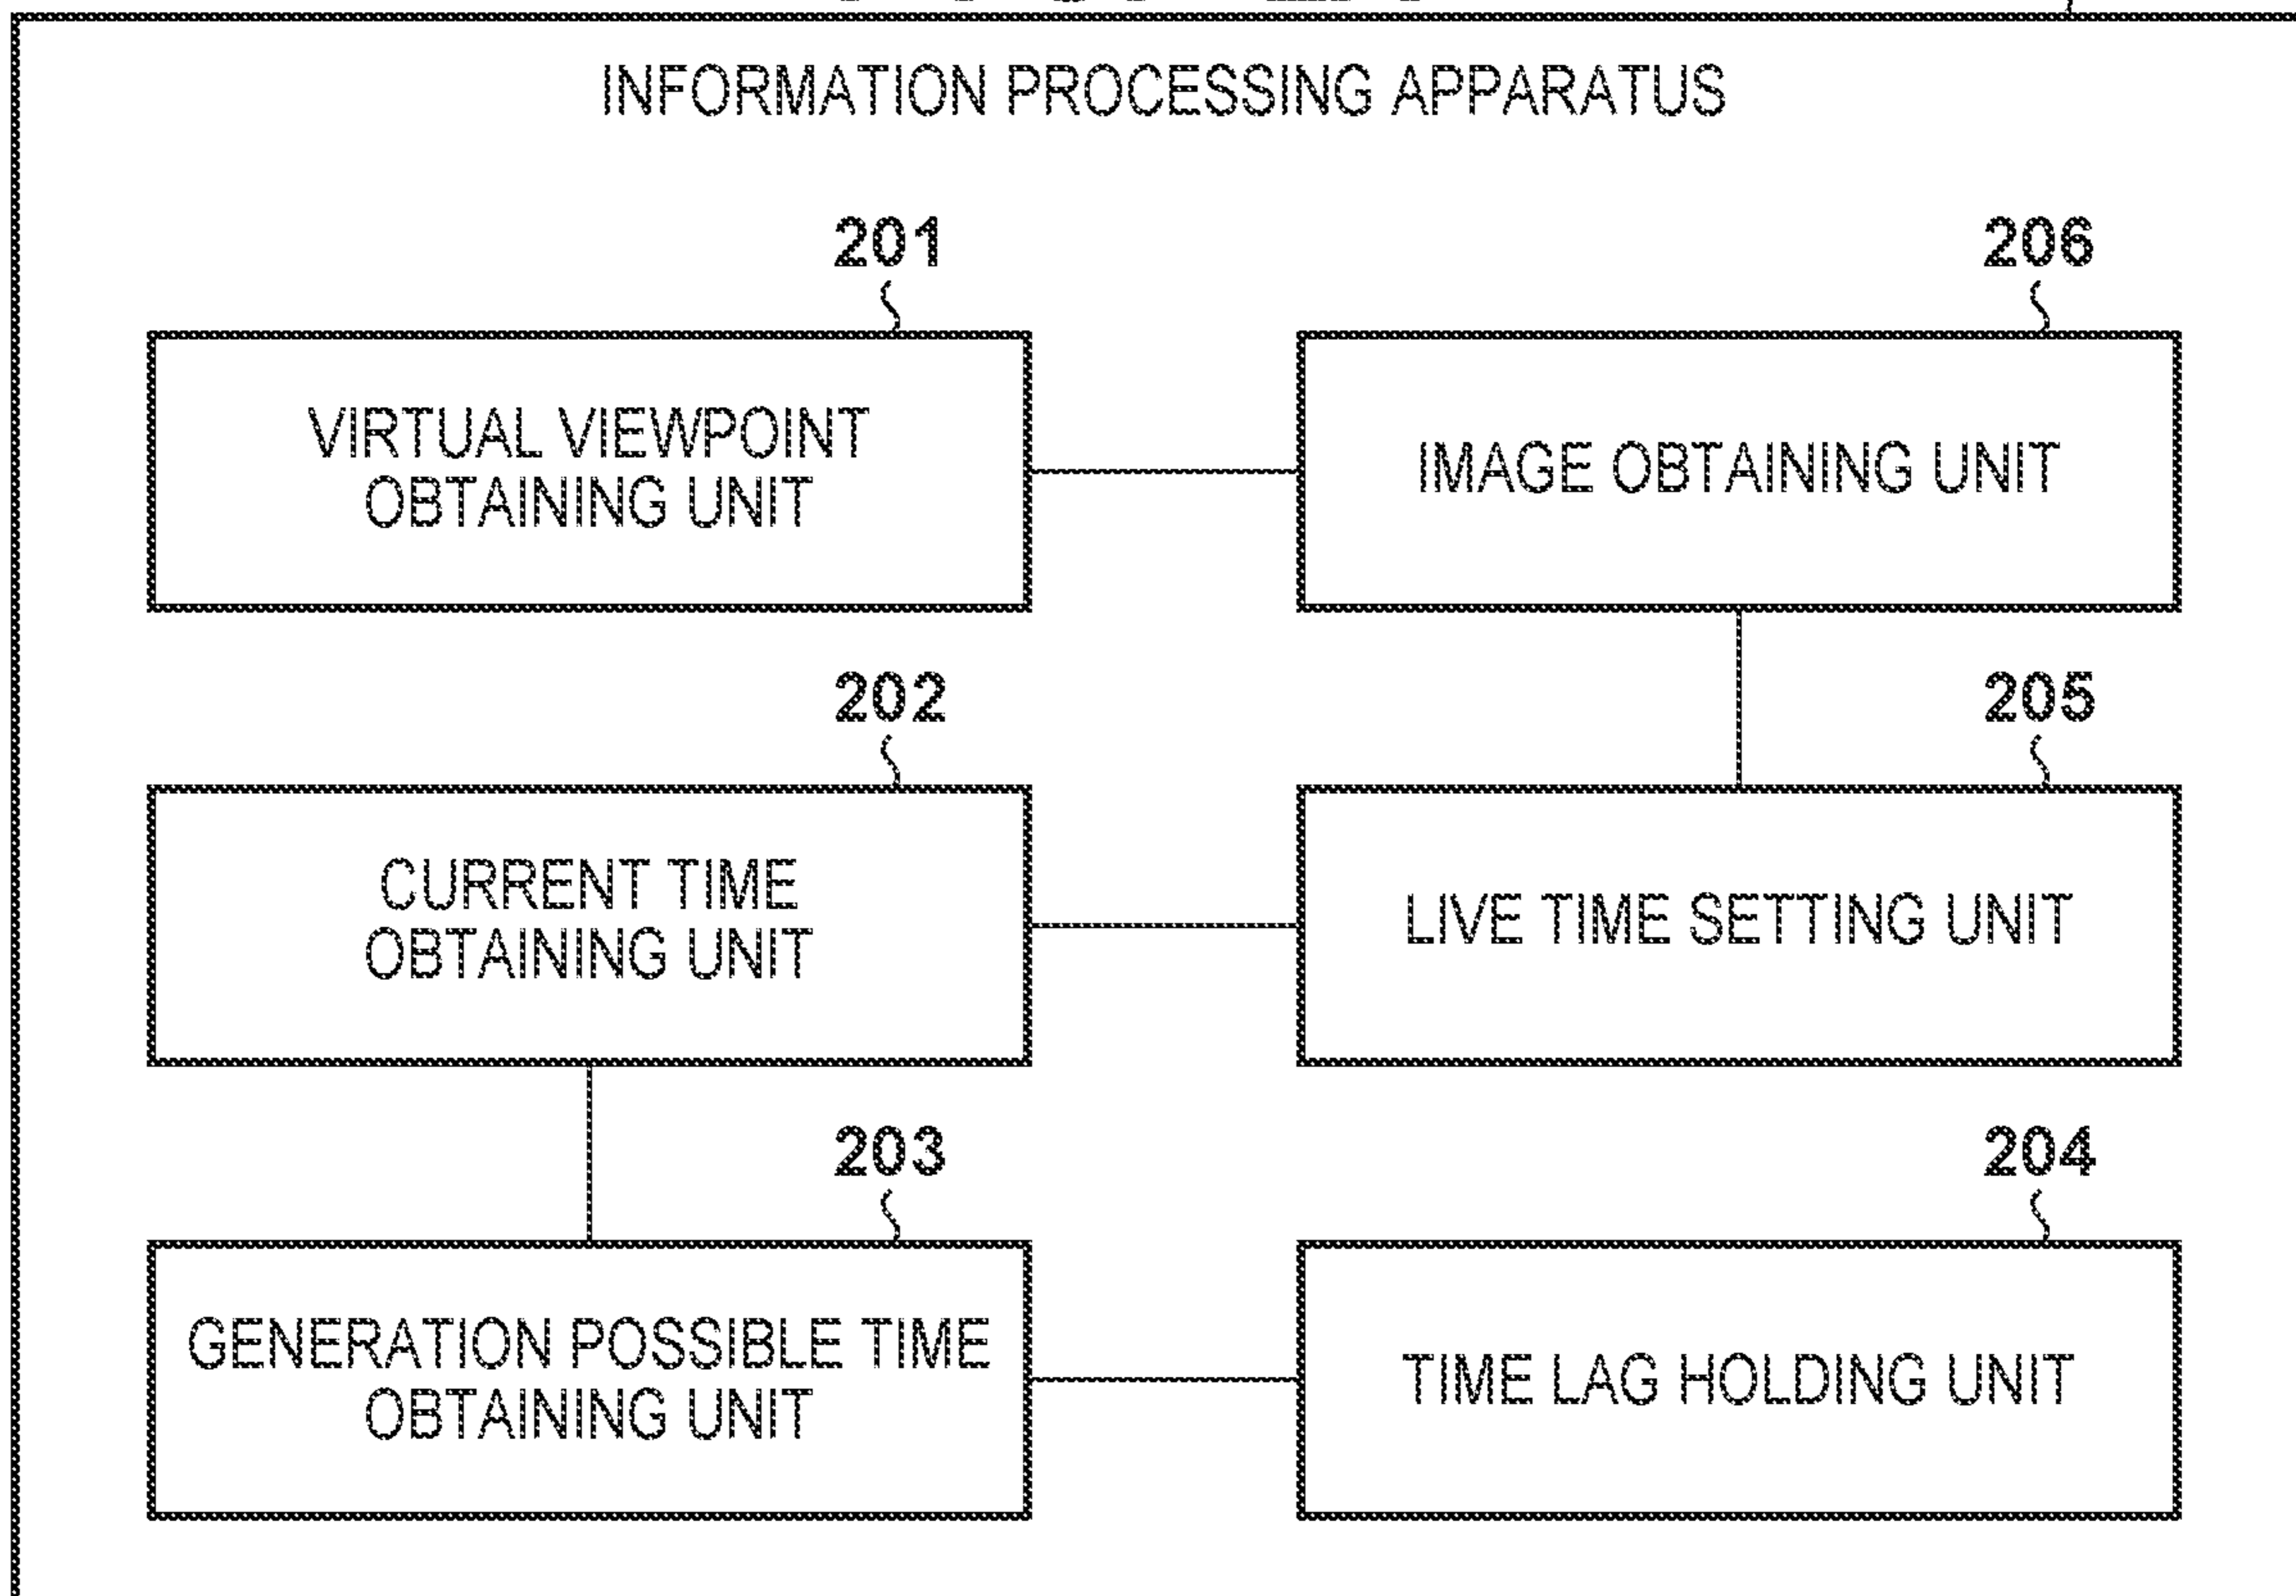 INFORMATION PROCESSING APPARATUS
201
206
VIRTUAL VIEWPOINT
OBTAINING UNIT
IMAGE OBTAINING UNIT
202
205
CURRENT TIME
OBTAINING UNIT
LIVE TIME SETTING UNIT
203
204
GENERATION POSSIBLE TIME
OBTAINING UNIT
TIME LAG HOLDING UNIT